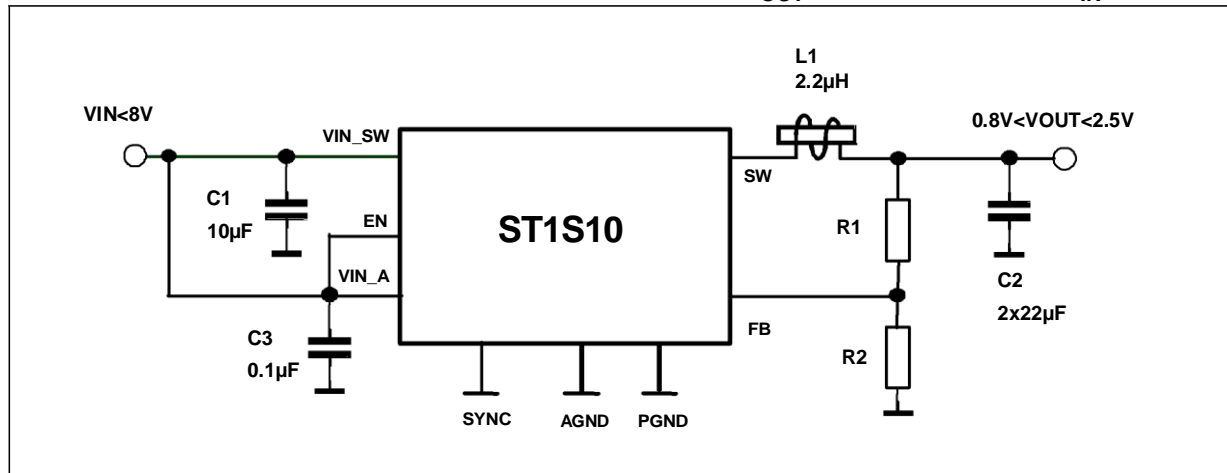 L1
2.2µH
VIN<8V
0.8V<VOUT<2.5V
VIN_SW
SW
C1
10µF
EN
ST1S10
R1
VIN_A
C2
2x22µF
C3
0.1µF
FB
R2
SYNC
AGND
PGND